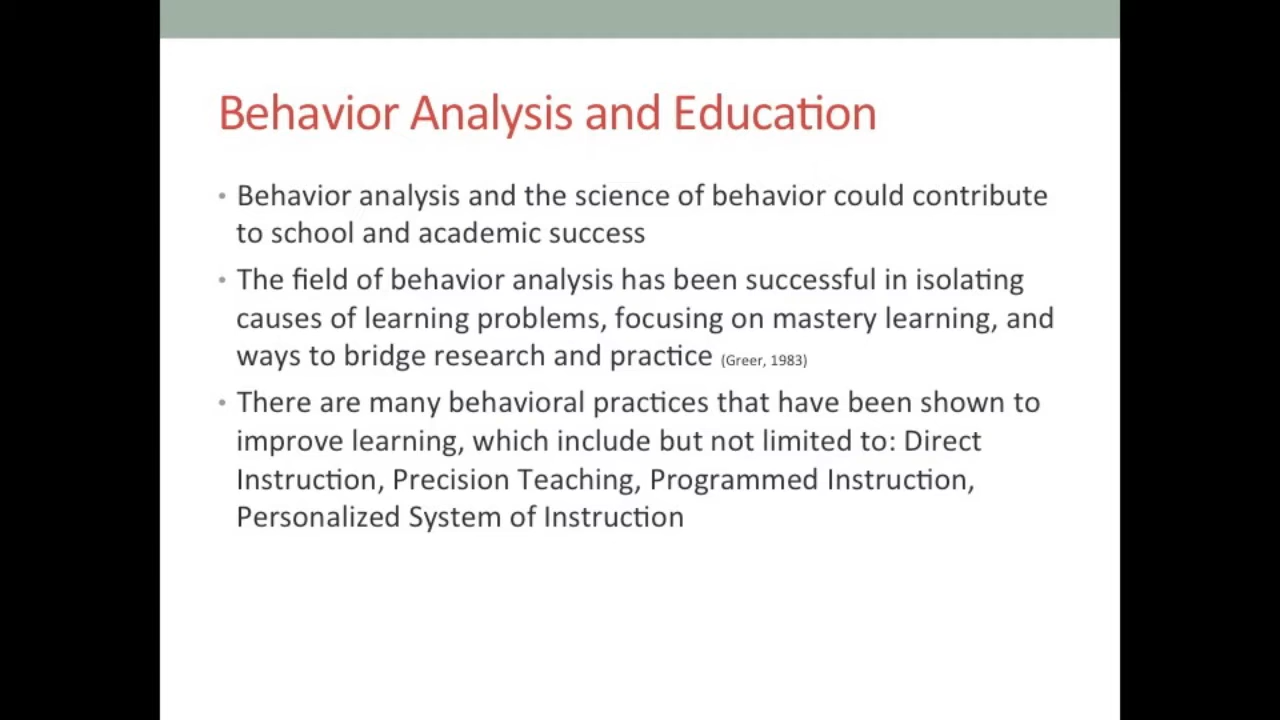 Behavior Analysis and Education
• Behavior analysis and the science of behavior could contribute
to school and academic success
• The field of behavior analysis has been successful in isolating
causes of learning problems, focusing on mastery learning, and
ways to bridge research and practice (Greer, 1983)
• There are many behavioral practices that have been shown to
improve learning, which include but not limited to: Direct
Instruction, Precision Teaching, Programmed Instruction,
Personalized System of Instruction